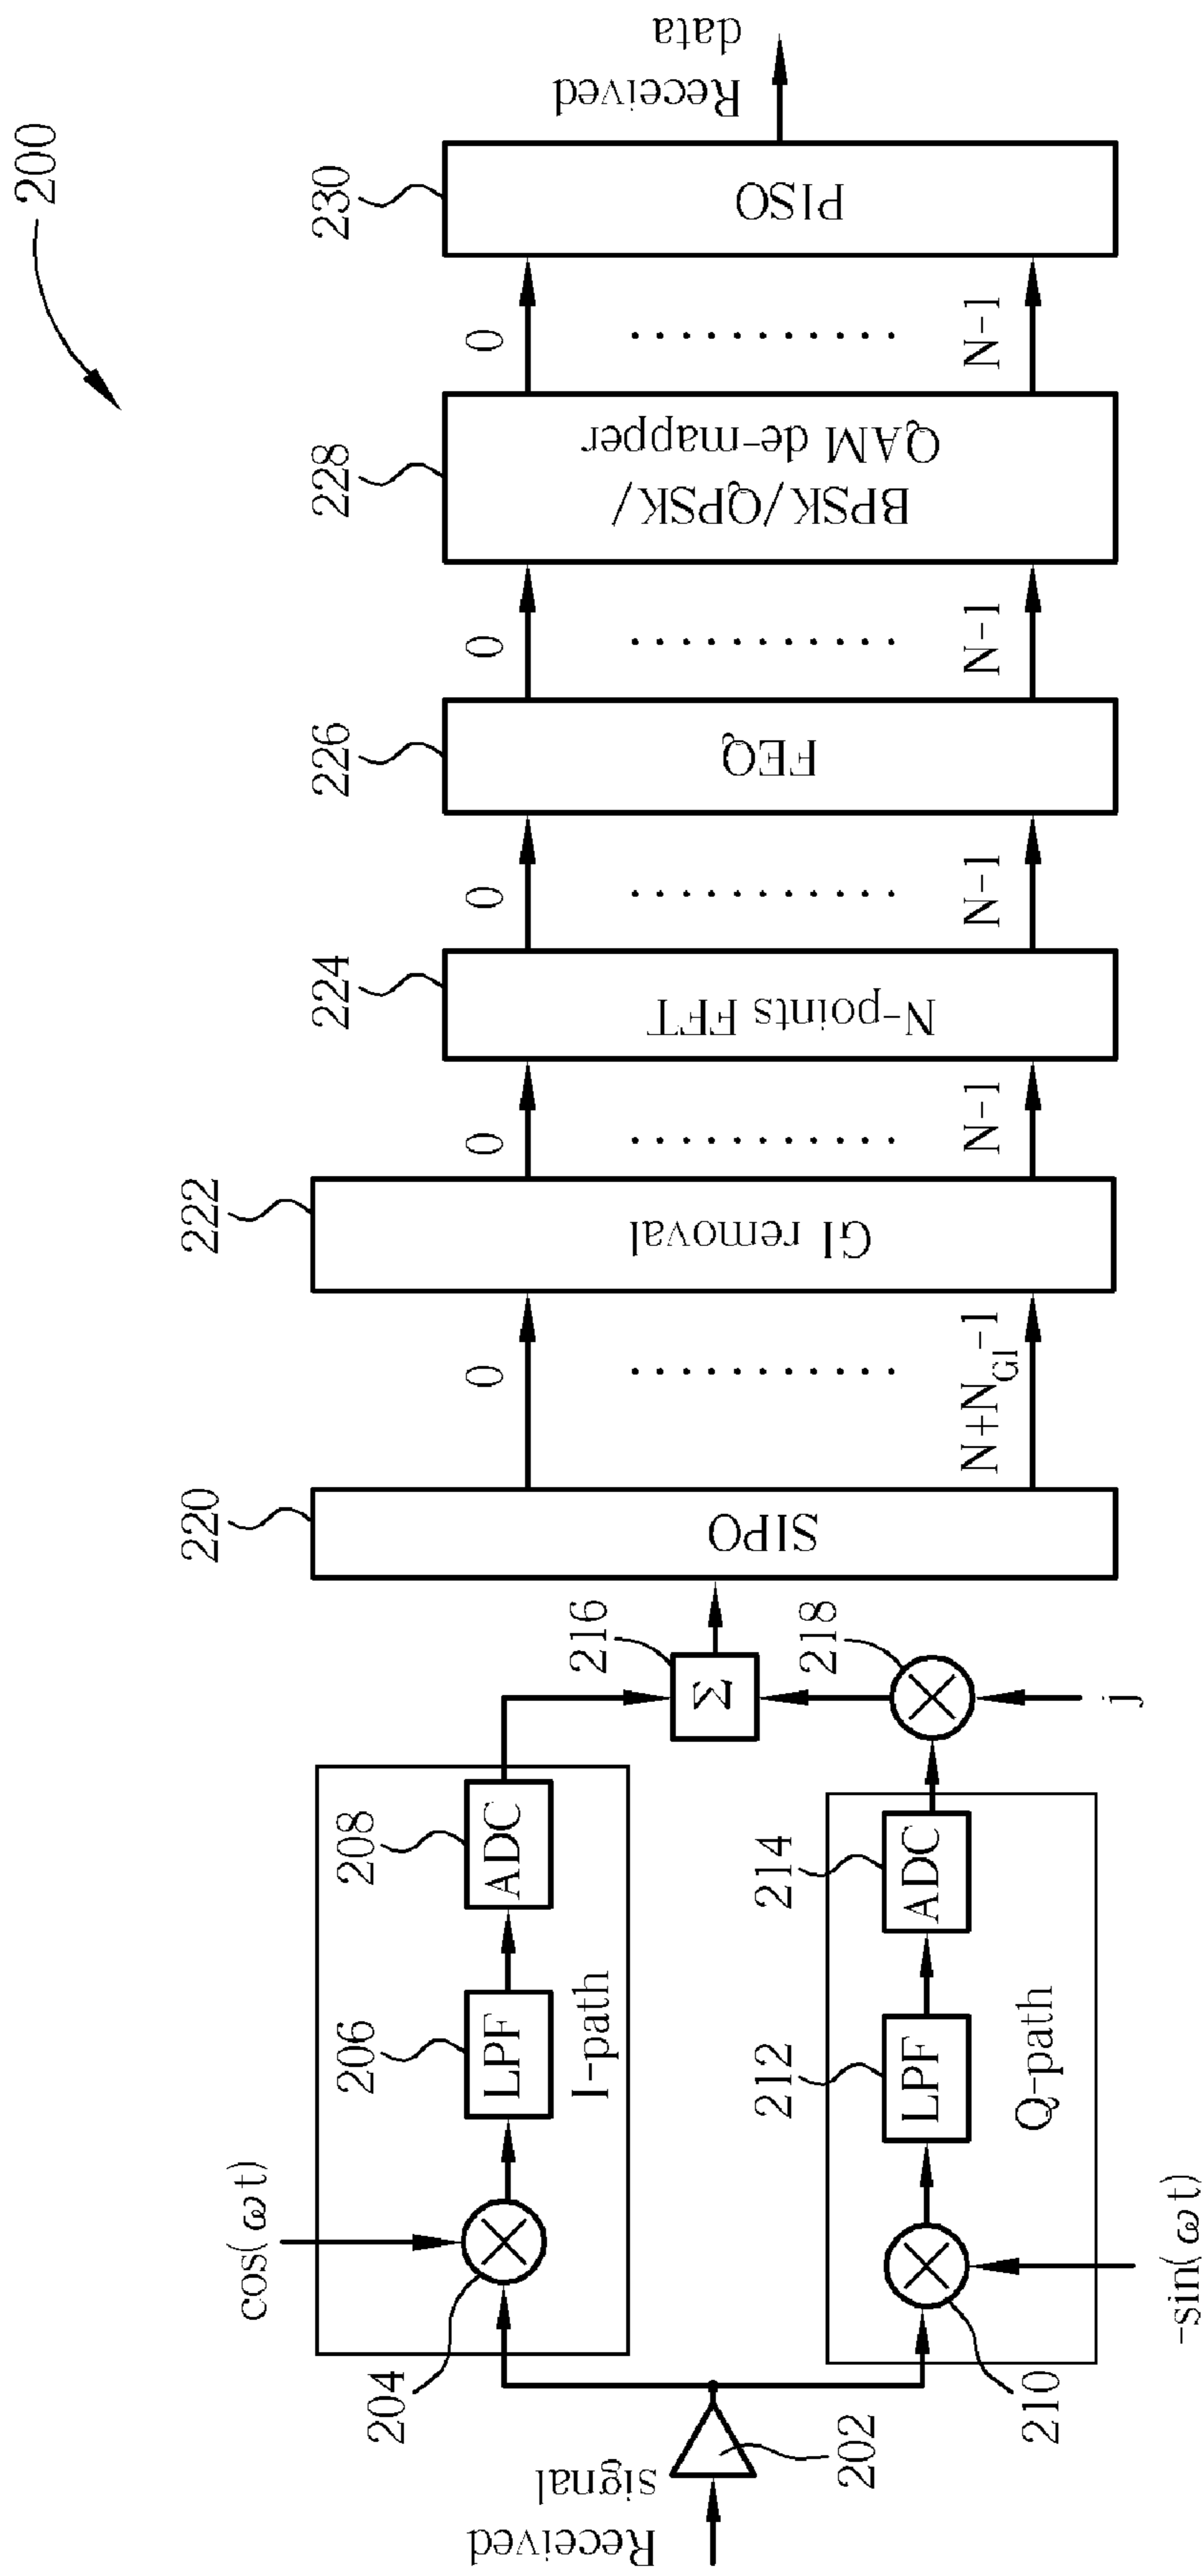 200
Received
signal
202
cos(ωt)
204
206
LPF
208
ADC
I-path
-sin(ωt)
210
212
LPF
214
ADC
Q-path
216
Σ
218
j
220
SIPO
0
N+N_GI-1
222
GI removal
0
N-1
224
N-points FFT
0
N-1
226
FEQ
0
N-1
228
BPSK/QPSK/
QAM de-mapper
0
N-1
230
PISO
Received
data